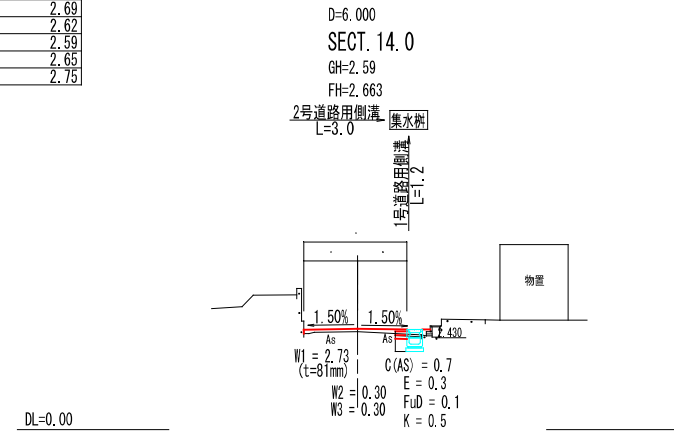 2.69
2.62
2.59
2.65
2.75
D=6.000
SECT. 14.0
GH=2.59
FH=2.663
2号道路用側溝
L=3.0
集水桝
1号道路用側溝
L=1.2
物置
1.50% 1.50%
2.430
As As
W1 = 2.73
(t=81mm)
C(AS) = 0.7
E = 0.3
W2 = 0.30
FuD = 0.1
W3 = 0.30
K = 0.5
DL=0.00